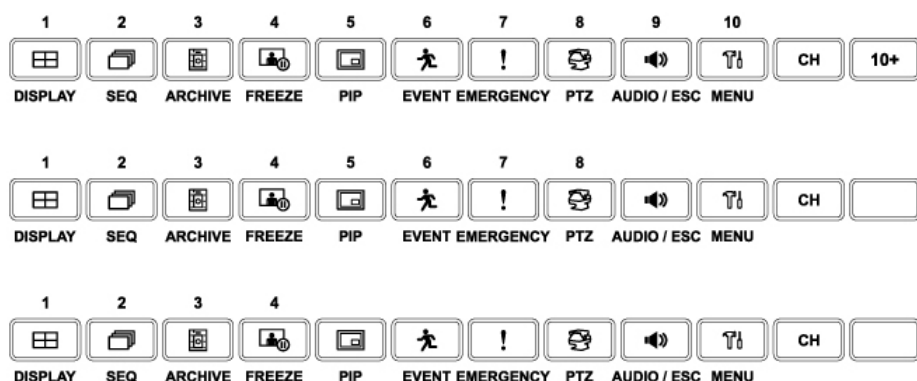 1 2 3 4 5 6 7 8 9 10
CH 10+
DISPLAY SEQ ARCHIVE FREEZE PIP EVENT EMERGENCY PTZ AUDIO / ESC MENU
1 2 3 4 5 6 7 8
CH
DISPLAY SEQ ARCHIVE FREEZE PIP EVENT EMERGENCY PTZ AUDIO / ESC MENU
1 2 3 4
CH
DISPLAY SEQ ARCHIVE FREEZE PIP EVENT EMERGENCY PTZ AUDIO / ESC MENU